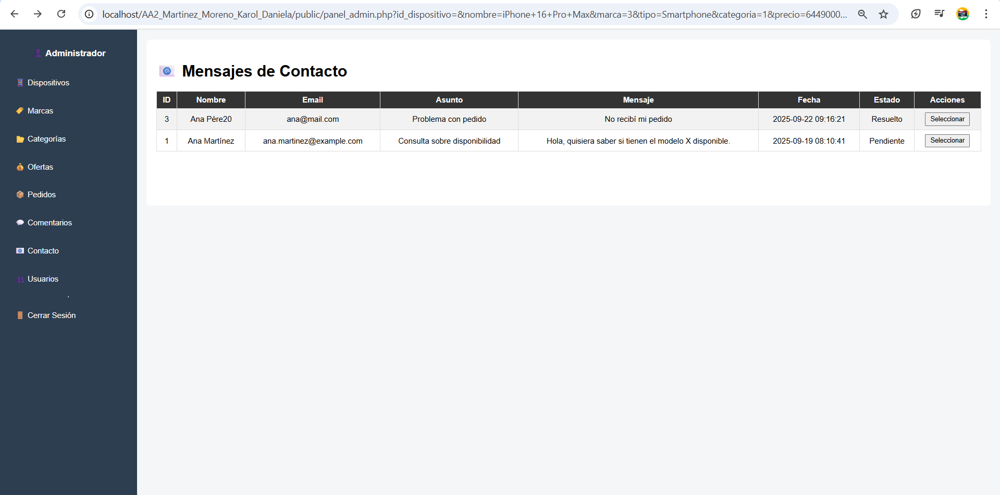 localhost/AA2_Martinez_Moreno_Karol_Daniela/public/panel_admin.php?id_dispositivo=&nombre=iPhone+16+Pro+Max&marca=3&tipo=Smartphone&categoria=1&precio=6449000...
Administrador
Dispositivos
Marcas
Categorías
Ofertas
Pedidos
Comentarios
Contacto
Usuarios
.
Cerrar Sesión
Mensajes de Contacto
ID Nombre Email Asunto Mensaje Fecha Estado Acciones
3 Ana Pére20 ana@mail.com Problema con pedido No recibí mi pedido 2025-09-22 09:16:21 Resuelto Seleccionar
1 Ana Martínez ana.martinez@example.com Consulta sobre disponibilidad Hola, quisiera saber si tienen el modelo X disponible. 2025-09-19 08:10:41 Pendiente Seleccionar